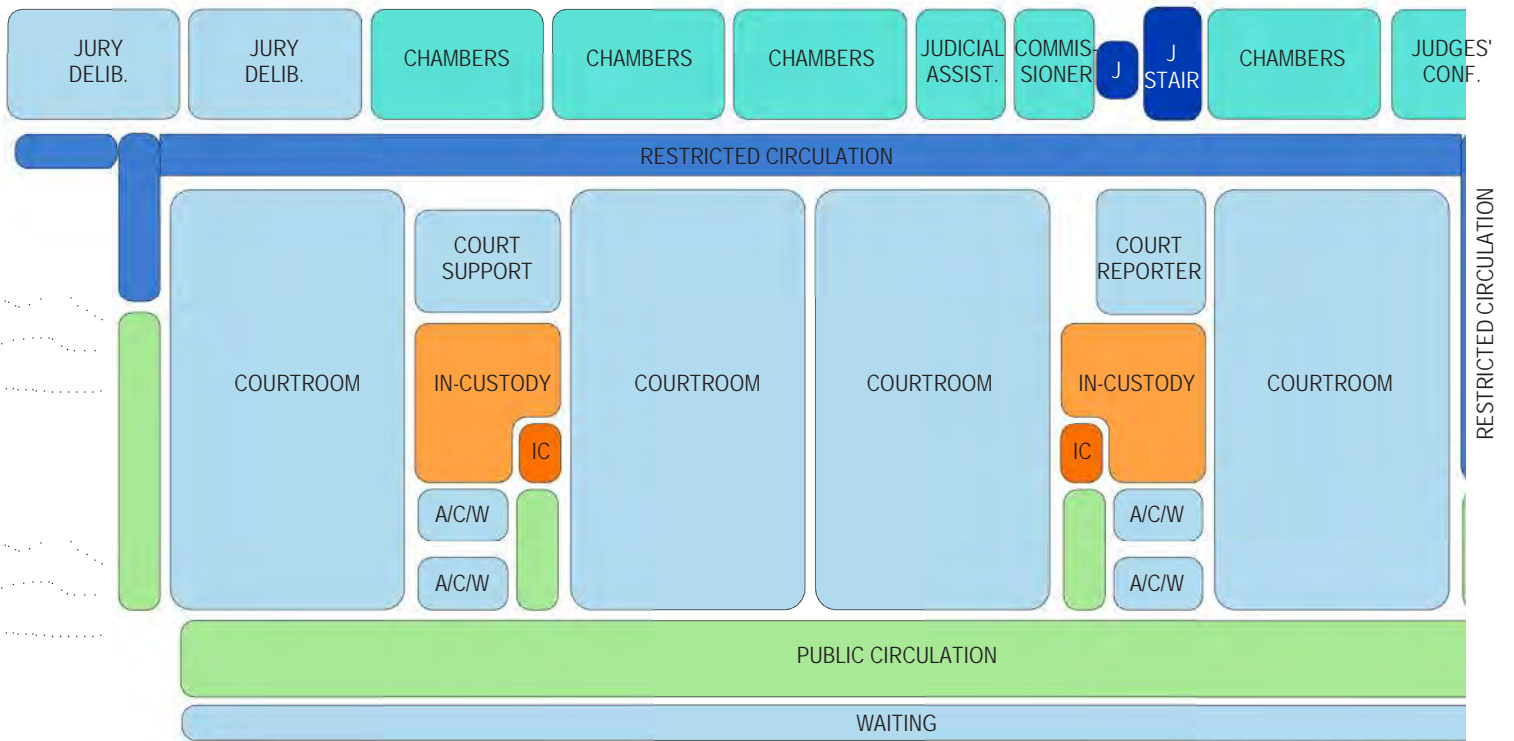 JURY
DELIB.
JURY
DELIB.
CHAMBERS
CHAMBERS
CHAMBERS
JUDICIAL
ASSIST.
COMMIS-
SIONER
J
J
STAIR
CHAMBERS
JUDGES'
CONF.
RESTRICTED CIRCULATION
RESTRICTED CIRCULATION
COURT
SUPPORT
COURT
REPORTER
COURTROOM
IN-CUSTODY
COURTROOM
COURTROOM
IN-CUSTODY
COURTROOM
IC
IC
A/C/W
A/C/W
A/C/W
A/C/W
PUBLIC CIRCULATION
WAITING